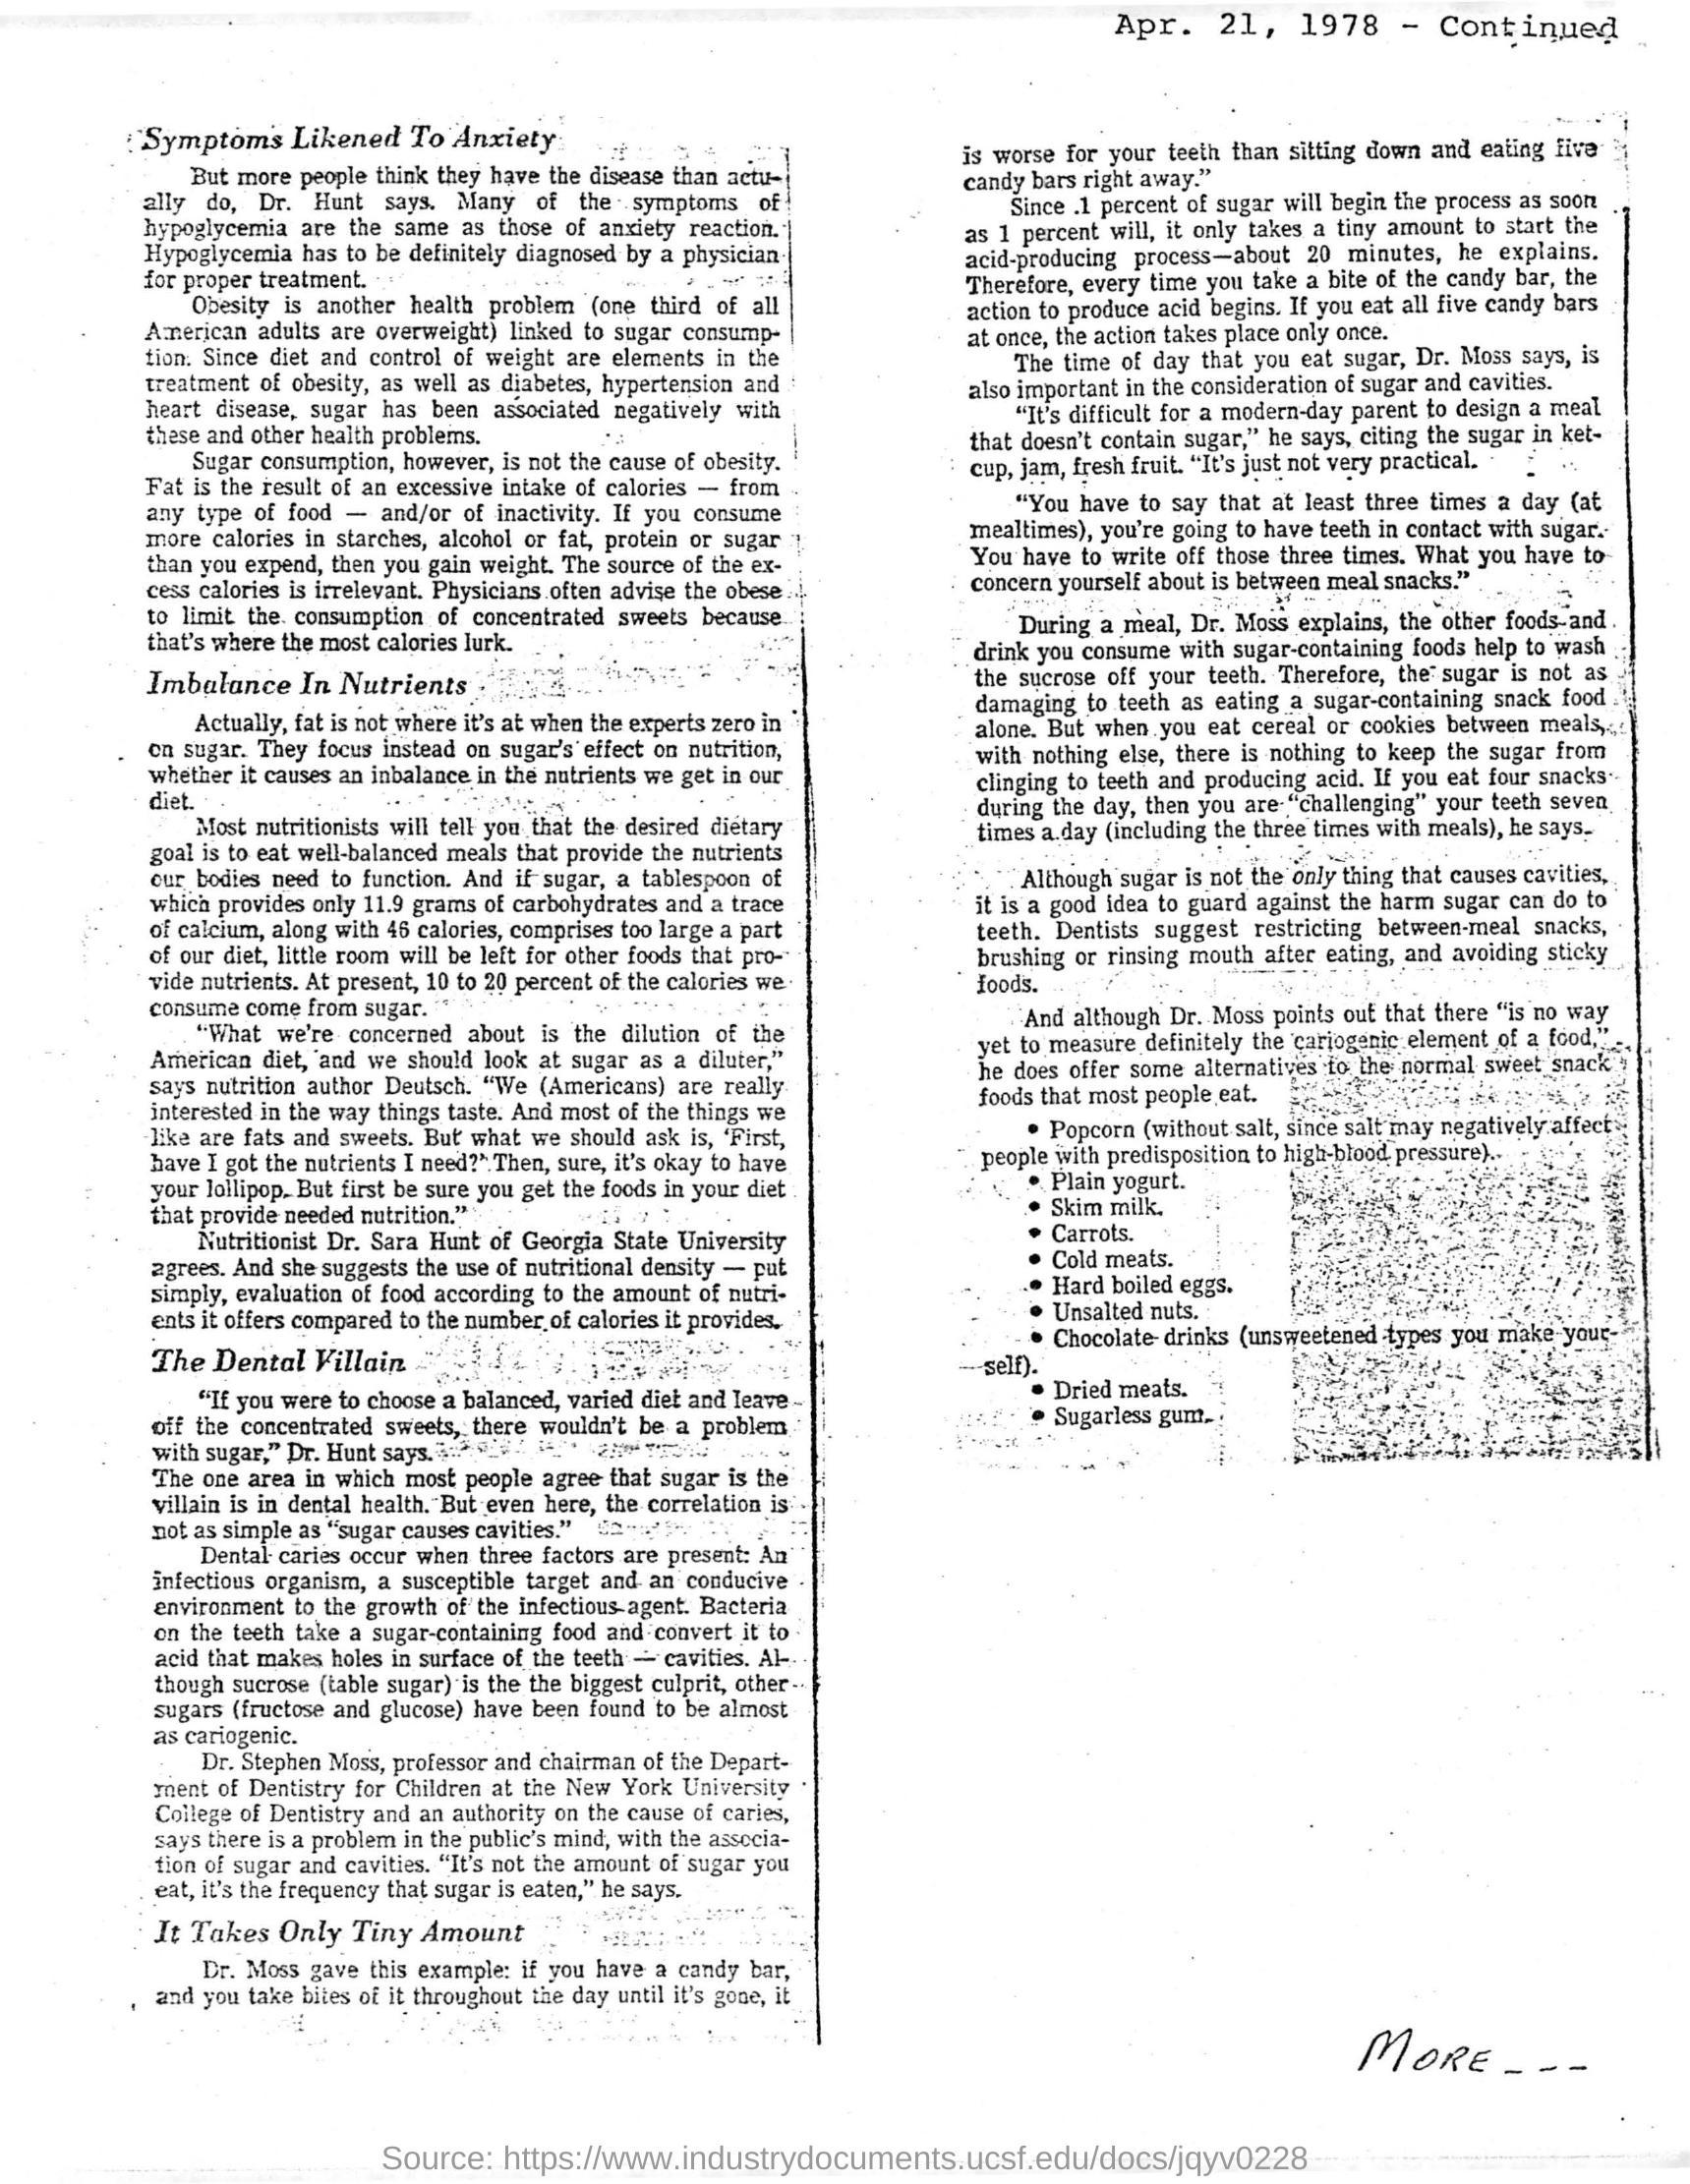 Apr. 21, 1978 - Continued
Symptoms Likened To Anxiety
But more people think they have the disease than actu-
ally do, Dr. Hunt says. Many of the symptoms of
hypoglycemia are the same as those of anxiety reaction.
Hypoglycemia has to be definitely diagnosed by a physician
for proper treatment.
Obesity is another health problem (one third of all
American adults are overweight) linked to sugar consump-
tion. Since diet and control of weight are elements in the
treatment of obesity, as well as diabetes, hypertension and
heart disease, sugar has been associated negatively with
these and other health problems.
Sugar consumption, however, is not the cause of obesity.
Fat is the result of an excessive intake of calories — from
any type of food — and/or of inactivity. If you consume
more calories in starches, alcohol or fat, protein or sugar
than you expend, then you gain weight. The source of the ex-
cess calories is irrelevant. Physicians often advise the obese
to limit the consumption of concentrated sweets because
that's where the most calories lurk.
Imbalance In Nutrients
Actually, fat is not where it's at when the experts zero in
on sugar. They focus instead on sugar's effect on nutrition,
whether it causes an inbalance in the nutrients we get in our
diet.
Most nutritionists will tell you that the desired dietary
goal is to eat well-balanced meals that provide the nutrients
our bodies need to function. And if sugar, a tablespoon of
which provides only 11.9 grams of carbohydrates and a trace
of calcium, along with 46 calories, comprises too large a part
of our diet, little room will be left for other foods that pro-
vide nutrients. At present, 10 to 20 percent of the calories we
consume come from sugar.
"What we're concerned about is the dilution of the
American diet, and we should look at sugar as a diluter,"
says nutrition author Deutsch. "We (Americans) are really
interested in the way things taste. And most of the things we
like are fats and sweets. But what we should ask is, 'First,
have I got the nutrients I need?' Then, sure, it's okay to have
your lollipop. But first be sure you get the foods in your diet
that provide needed nutrition."
Nutritionist Dr. Sara Hunt of Georgia State University
agrees. And she suggests the use of nutritional density — put
simply, evaluation of food according to the amount of nutri-
ents it offers compared to the number of calories it provides.
The Dental Villain
"If you were to choose a balanced, varied diet and leave
off the concentrated sweets, there wouldn't be a problem
with sugar," Dr. Hunt says.
The one area in which most people agree that sugar is the
villain is in dental health. But even here, the correlation is
not as simple as "sugar causes cavities."
Dental caries occur when three factors are present: An
infectious organism, a susceptible target and an conducive
environment to the growth of the infectious agent. Bacteria
on the teeth take a sugar-containing food and convert it to
acid that makes holes in surface of the teeth — cavities. Al-
though sucrose (table sugar) is the the biggest culprit, other
sugars (fructose and glucose) have been found to be almost
as cariogenic.
Dr. Stephen Moss, professor and chairman of the Depart-
ment of Dentistry for Children at the New York University
College of Dentistry and an authority on the cause of caries,
says there is a problem in the public's mind, with the associa-
tion of sugar and cavities. "It's not the amount of sugar you
eat, it's the frequency that sugar is eaten," he says.
It Takes Only Tiny Amount
Dr. Moss gave this example: if you have a candy bar,
and you take bites of it throughout the day until it's gone, it
is worse for your teeth than sitting down and eating five
candy bars right away."
Since .1 percent of sugar will begin the process as soon
as 1 percent will, it only takes a tiny amount to start the
acid-producing process—about 20 minutes, he explains.
Therefore, every time you take a bite of the candy bar, the
action to produce acid begins. If you eat all five candy bars
at once, the action takes place only once.
The time of day that you eat sugar, Dr. Moss says, is
also important in the consideration of sugar and cavities.
"It's difficult for a modern-day parent to design a meal
that doesn't contain sugar," he says, citing the sugar in ket-
cup, jam, fresh fruit. "It's just not very practical.
"You have to say that at least three times a day (at
mealtimes), you're going to have teeth in contact with sugar.
You have to write off those three times. What you have to
concern yourself about is between meal snacks."
During a meal, Dr. Moss explains, the other foods and
drink you consume with sugar-containing foods help to wash
the sucrose off your teeth. Therefore, the sugar is not as
damaging to teeth as eating a sugar-containing snack food
alone. But when you eat cereal or cookies between meals,
with nothing else, there is nothing to keep the sugar from
clinging to teeth and producing acid. If you eat four snacks
during the day, then you are "challenging" your teeth seven
times a day (including the three times with meals), he says.
Although sugar is not the only thing that causes cavities,
it is a good idea to guard against the harm sugar can do to
teeth. Dentists suggest restricting between-meal snacks,
brushing or rinsing mouth after eating, and avoiding sticky
foods.
And although Dr. Moss points out that there "is no way
yet to measure definitely the cariogenic element of a food,"
he does offer some alternatives to the normal sweet snack
foods that most people eat.
• Popcorn (without salt, since salt may negatively affect
people with predisposition to high-blood pressure).
• Plain yogurt.
• Skim milk.
• Carrots.
• Cold meats.
• Hard boiled eggs.
• Unsalted nuts.
• Chocolate drinks (unsweetened types you make your-
self).
• Dried meats.
• Sugarless gum.
MORE---
Source: https://www.industrydocuments.ucsf.edu/docs/jqyv0228